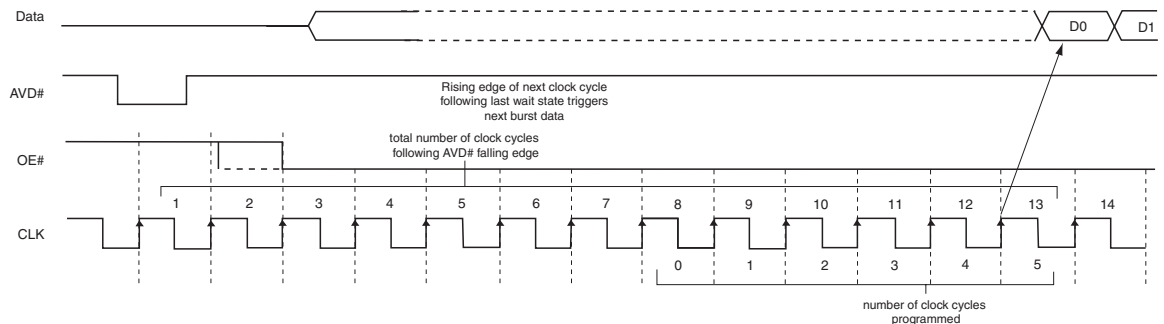 Data
D0
D1
AVD#
Rising edge of next clock cycle
following last wait state triggers
next burst data
OE#
total number of clock cycles
following AVD# falling edge
1 2 3 4 5 6 7 8 9 10 11 12 13 14
CLK
0 1 2 3 4 5
number of clock cycles
programmed